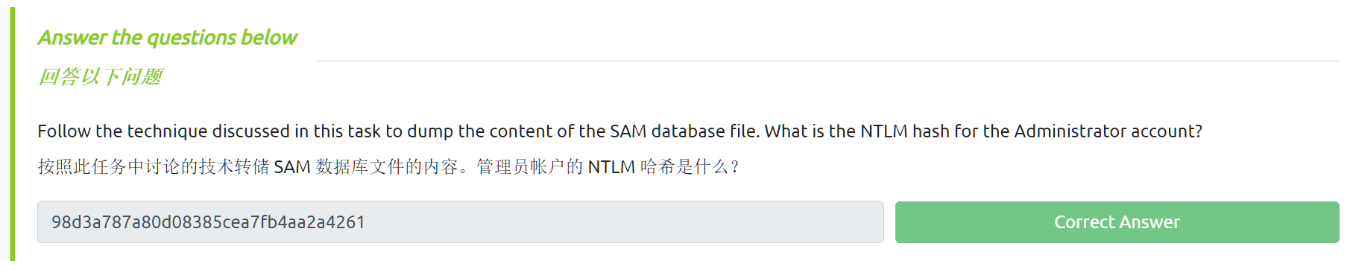 Answer the questions below
回答以下问题
Follow the technique discussed in this task to dump the content of the SAM database file. What is the NTLM hash for the Administrator account?
按照此任务中讨论的技术转储 SAM 数据库文件的内容。管理员帐户的 NTLM 哈希是什么？
98d3a787a80d08385cea7fb4aa2a4261
Correct Answer